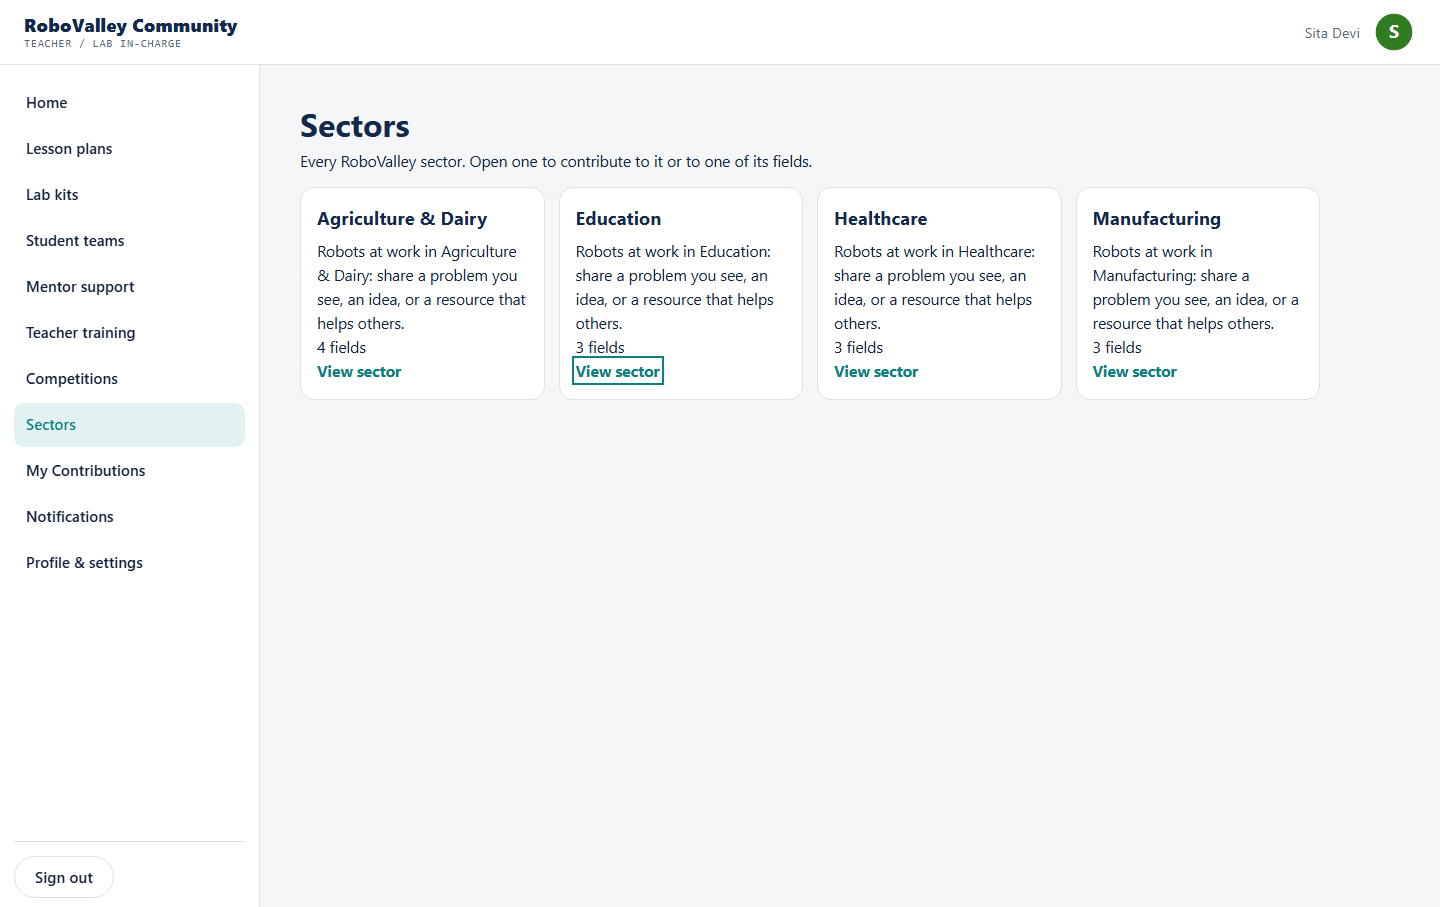 RoboValley Community
TEACHER / LAB IN-CHARGE
Sita Devi
S
Home
Lesson plans
Lab kits
Student teams
Mentor support
Teacher training
Competitions
Sectors
My Contributions
Notifications
Profile & settings
Sign out
Sectors
Every RoboValley sector. Open one to contribute to it or to one of its fields.
Agriculture & Dairy
Robots at work in Agriculture
& Dairy: share a problem you
see, an idea, or a resource that
helps others.
4 fields
View sector
Education
Robots at work in Education:
share a problem you see, an
idea, or a resource that helps
others.
3 fields
View sector
Healthcare
Robots at work in Healthcare:
share a problem you see, an
idea, or a resource that helps
others.
3 fields
View sector
Manufacturing
Robots at work in
Manufacturing: share a
problem you see, an idea, or a
resource that helps others.
3 fields
View sector